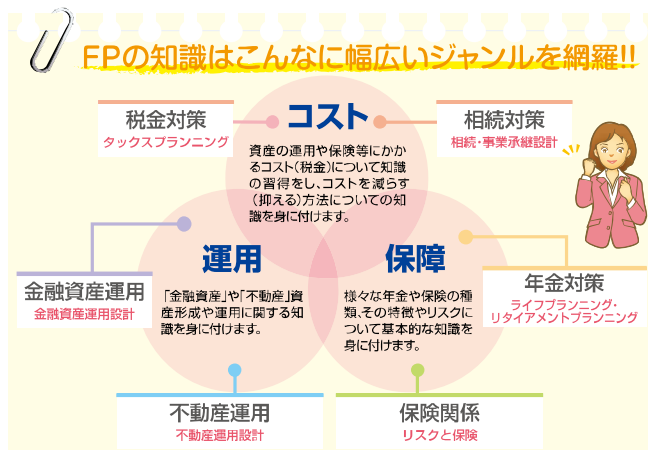 FPの知識はこんなに幅広いジャンルを網羅!!
税金対策
タックスプランニング
コスト
資産の運用や保険等にかか
るコスト(税金)について知識
の習得をし、コストを減らす
(抑える)方法についての知
識を身に付けます。
相続対策
相続・事業承継設計
金融資産運用
金融資産運用設計
運用
「金融資産」や「不動産」資
産形成や運用に関する知
識を身に付けます。
保障
様々な年金や保険の種
類、その特徴やリスクに
ついて基本的な知識を
身に付けます。
年金対策
ライフプランニング・
リタイアメントプランニング
不動産運用
不動産運用設計
保険関係
リスクと保険